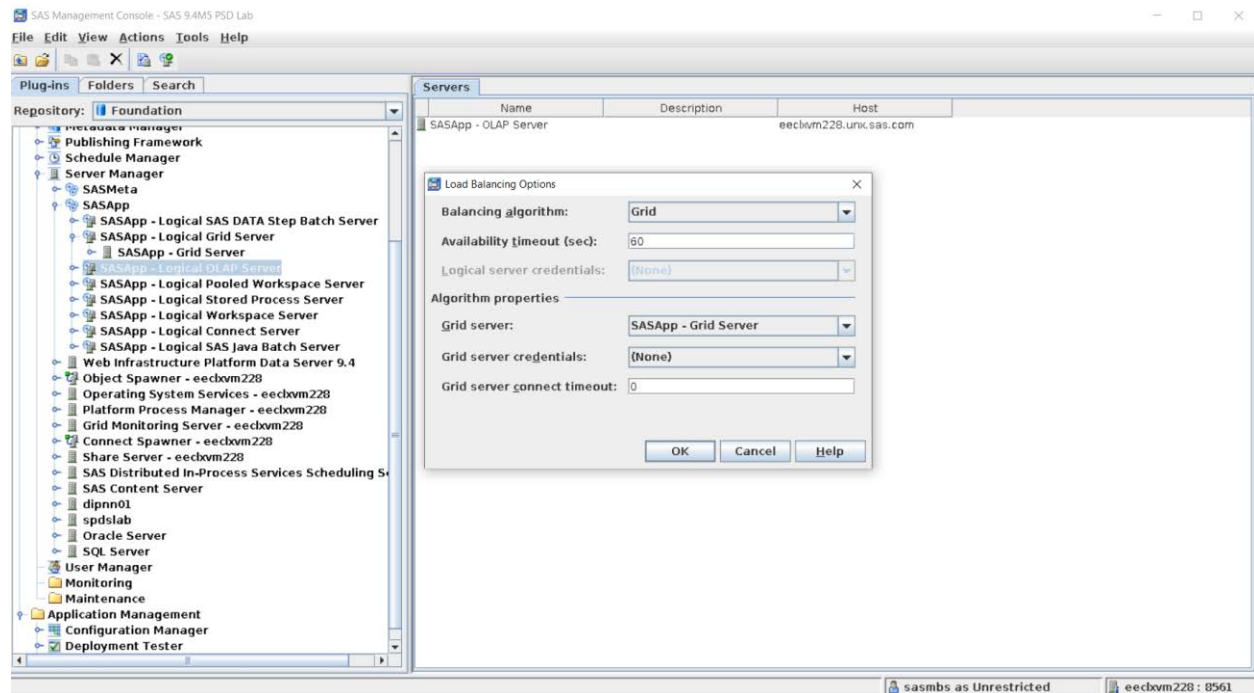 SAS Management Console - SAS 9.4M5 PSD Lab
File Edit View Actions Tools Help
Plug-ins Folders Search
Repository: Foundation
Metadata Manager
Publishing Framework
Schedule Manager
Server Manager
SASMeta
SASApp
SASApp - Logical SAS DATA Step Batch Server
SASApp - Logical Grid Server
SASApp - Grid Server
SASApp - Logical OLAP Server
SASApp - Logical Pooled Workspace Server
SASApp - Logical Stored Process Server
SASApp - Logical Workspace Server
SASApp - Logical Connect Server
SASApp - Logical SAS Java Batch Server
Web Infrastructure Platform Data Server 9.4
Object Spawner - eeclxvm228
Operating System Services - eeclxvm228
Platform Process Manager - eeclxvm228
Grid Monitoring Server - eeclxvm228
Connect Spawner - eeclxvm228
Share Server - eeclxvm228
SAS Distributed In-Process Services Scheduling S
SAS Content Server
dipnn01
spdslab
Oracle Server
SQL Server
User Manager
Monitoring
Maintenance
Application Management
Configuration Manager
Deployment Tester
Servers
Name Description Host
SASApp - OLAP Server eeclxvm228.unx.sas.com
Load Balancing Options
Balancing algorithm: Grid
Availability timeout (sec): 60
Logical server credentials: (None)
Algorithm properties
Grid server: SASApp - Grid Server
Grid server credentials: (None)
Grid server connect timeout: 0
OK Cancel Help
sasmbs as Unrestricted eeclxvm228 : 8561